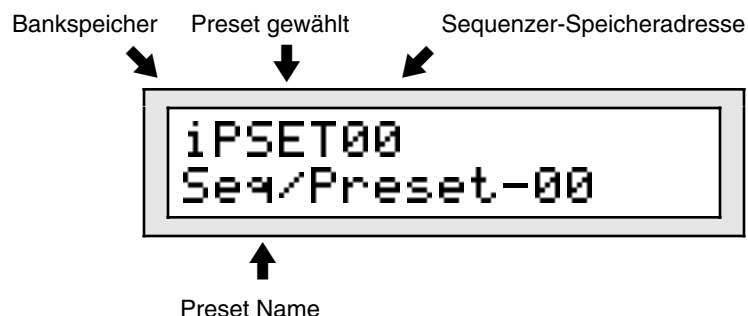 Bankspeicher Preset gewählt Sequenzer-Speicheradresse
iPSET00
Seq/Preset-00
Preset Name